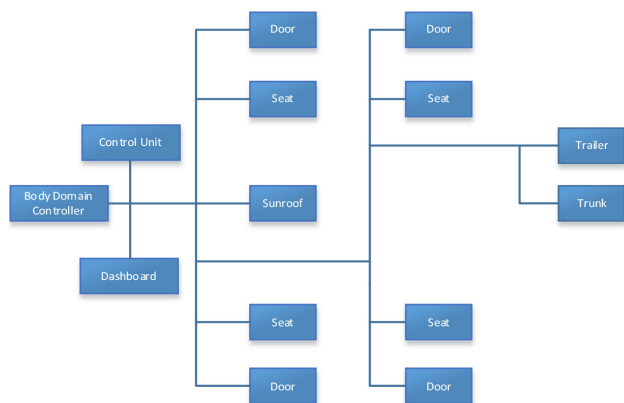 Door
Door
Seat
Seat
Control Unit
Trailer
Body Domain
Controller
Sunroof
Trunk
Dashboard
Seat
Seat
Door
Door